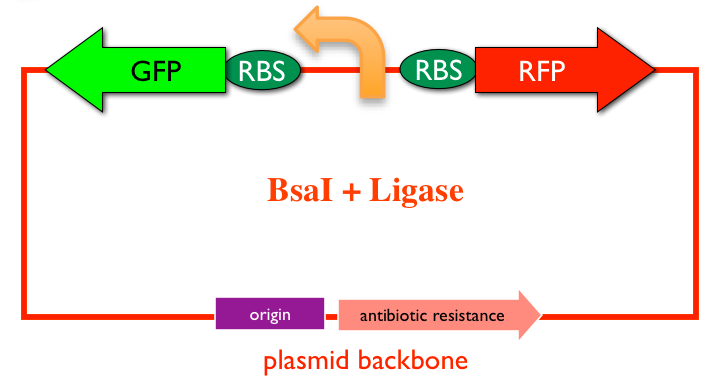 GFP
RBS
RBS
RFP
BsaI + Ligase
origin
antibiotic resistance
plasmid backbone